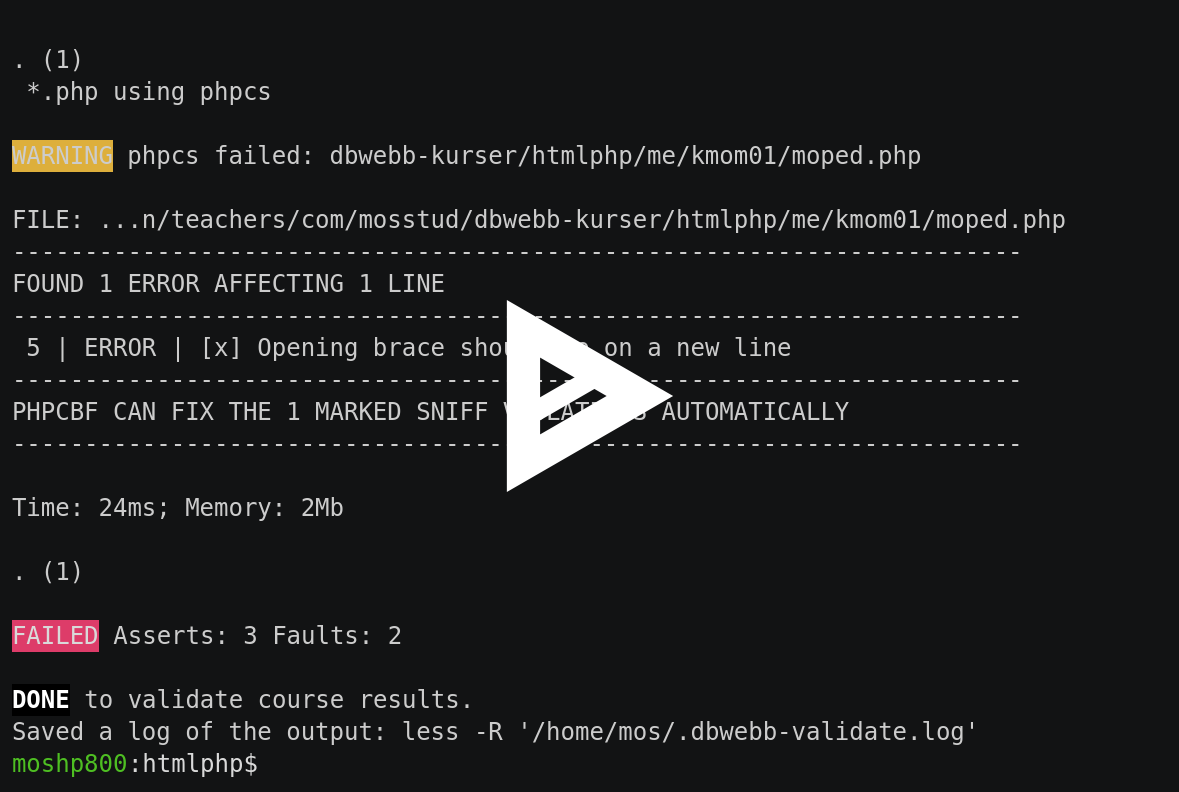 . (1)
*.php using phpcs
WARNING phpcs failed: dbwebb-kurser/htmlphp/me/kmom01/moped.php
FILE: ...n/teachers/com/mosstud/dbwebb-kurser/htmlphp/me/kmom01/moped.php
----------------------------------------------------------------------
FOUND 1 ERROR AFFECTING 1 LINE
----------------------------------------------------------------------
5 | ERROR | [x] Opening brace on a new line
----------------------------------------------------------------------
PHPCBF CAN FIX THE 1 MARKED SNIFF AUTOMATICALLY
----------------------------------------------------------------------
Time: 24ms; Memory: 2Mb
. (1)
FAILED Asserts: 3 Faults: 2
DONE to validate course results.
Saved a log of the output: less -R '/home/mos/.dbwebb-validate.log'
moshp800:htmlphp$